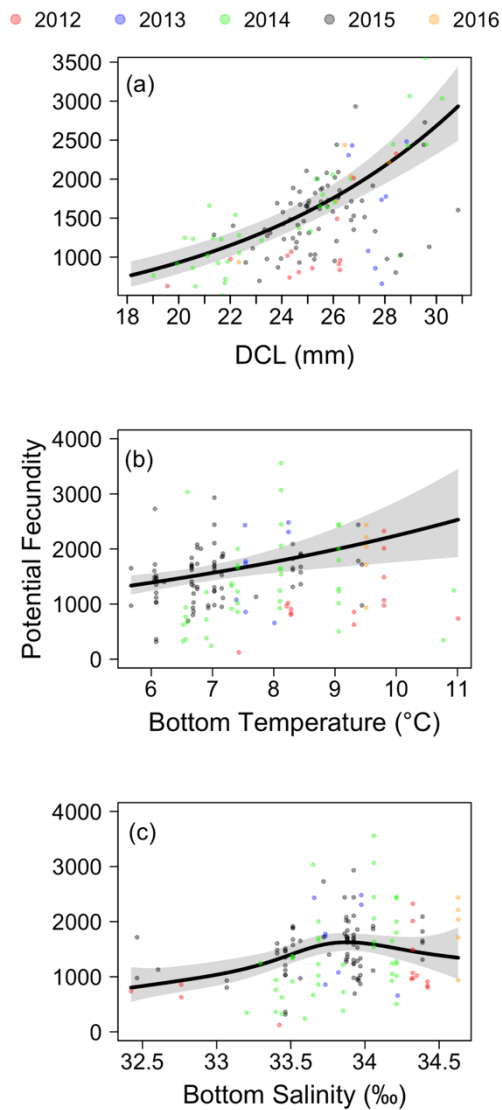 2012 2013 2014 2015 2016
(a)
3500
3000
2500
2000
1500
1000
18 20 22 24 26 28 30
DCL (mm)
Potential Fecundity
(b)
4000
3000
2000
1000
0
6 7 8 9 10 11
Bottom Temperature (°C)
(c)
4000
3000
2000
1000
0
32.5 33 33.5 34 34.5
Bottom Salinity (‰)